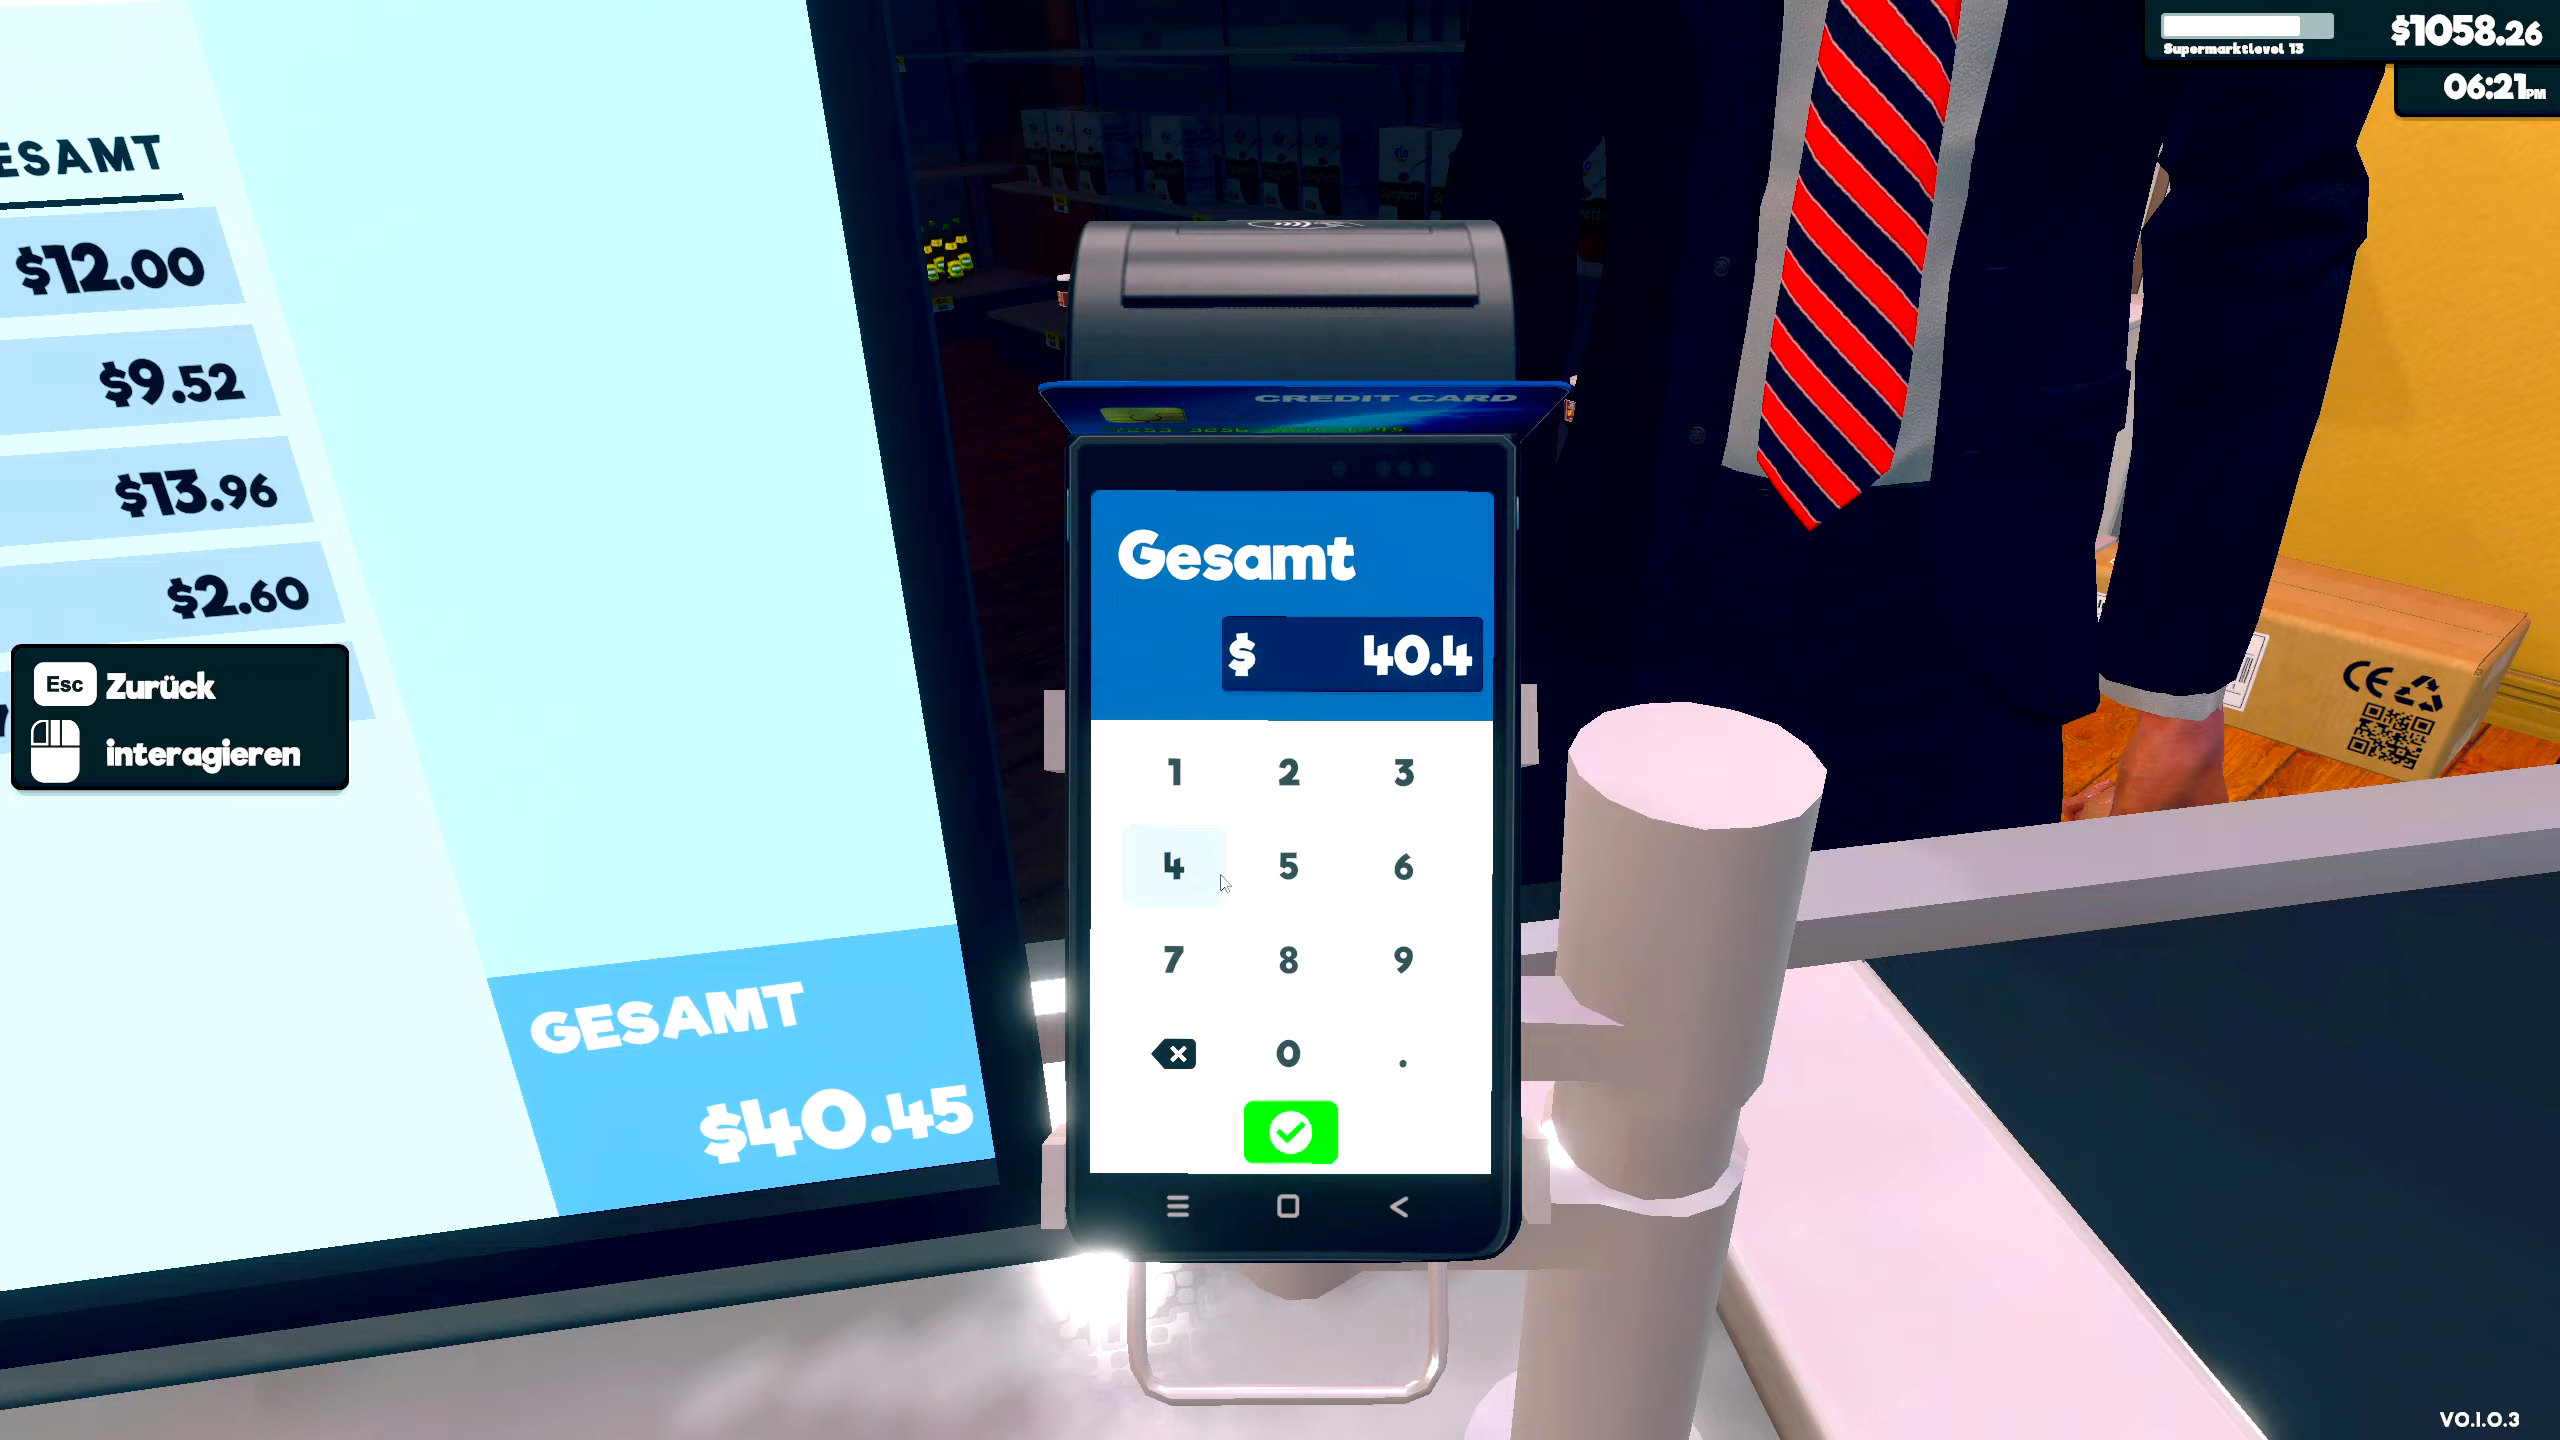 ESAMT
$12.00
$9.52
$13.96
$2.60
Esc Zurück
interagieren
GESAMT
$40.45
CREDIT CARD
Gesamt
$ 40.4
1 2 3
4 5 6
7 8 9
0 .
$1058.26
Supermarktlevel 13
06:21PM
CE
V0.1.0.3